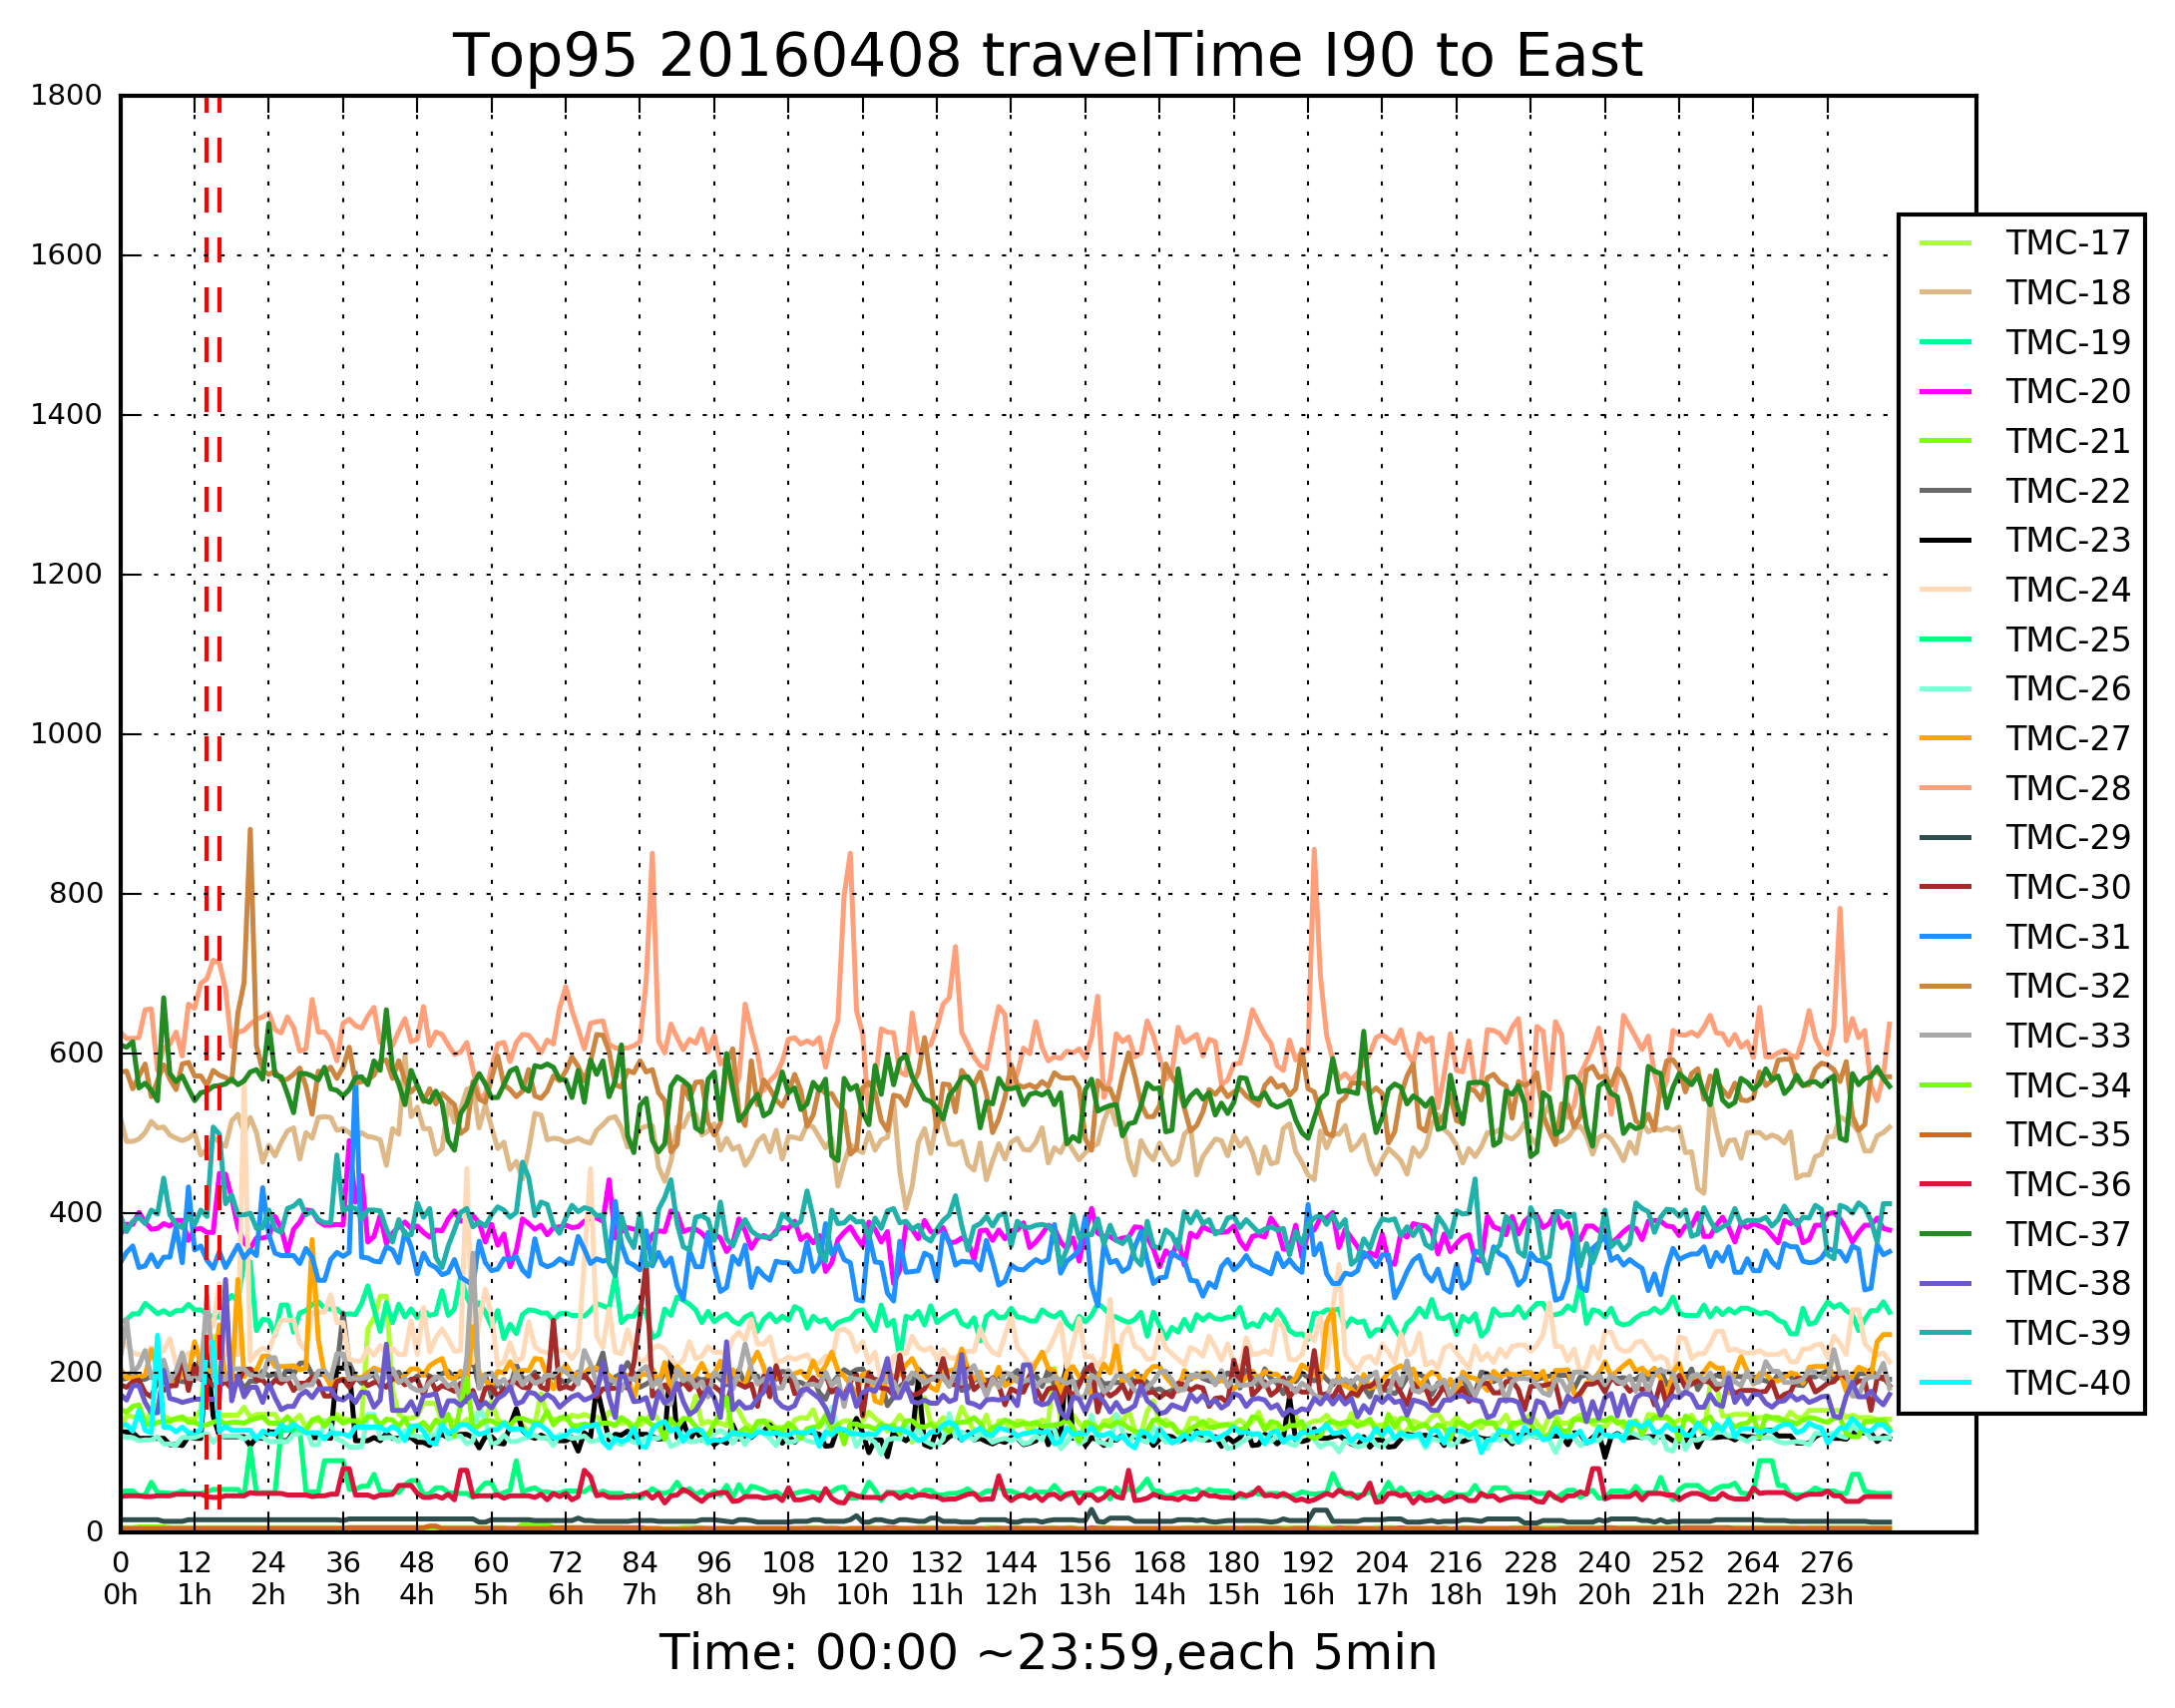 Top95 20160408 travelTime I90 to East
1800
1600
1400
1200
1000
800
600
400
200
0
0 12 24 36 48 60 72 84 96 108 120 132 144 156 168 180 192 204 216 228 240 252 264 276
0h 1h 2h 3h 4h 5h 6h 7h 8h 9h 10h 11h 12h 13h 14h 15h 16h 17h 18h 19h 20h 21h 22h 23h
Time: 00:00 ~23:59,each 5min
TMC-17
TMC-18
TMC-19
TMC-20
TMC-21
TMC-22
TMC-23
TMC-24
TMC-25
TMC-26
TMC-27
TMC-28
TMC-29
TMC-30
TMC-31
TMC-32
TMC-33
TMC-34
TMC-35
TMC-36
TMC-37
TMC-38
TMC-39
TMC-40